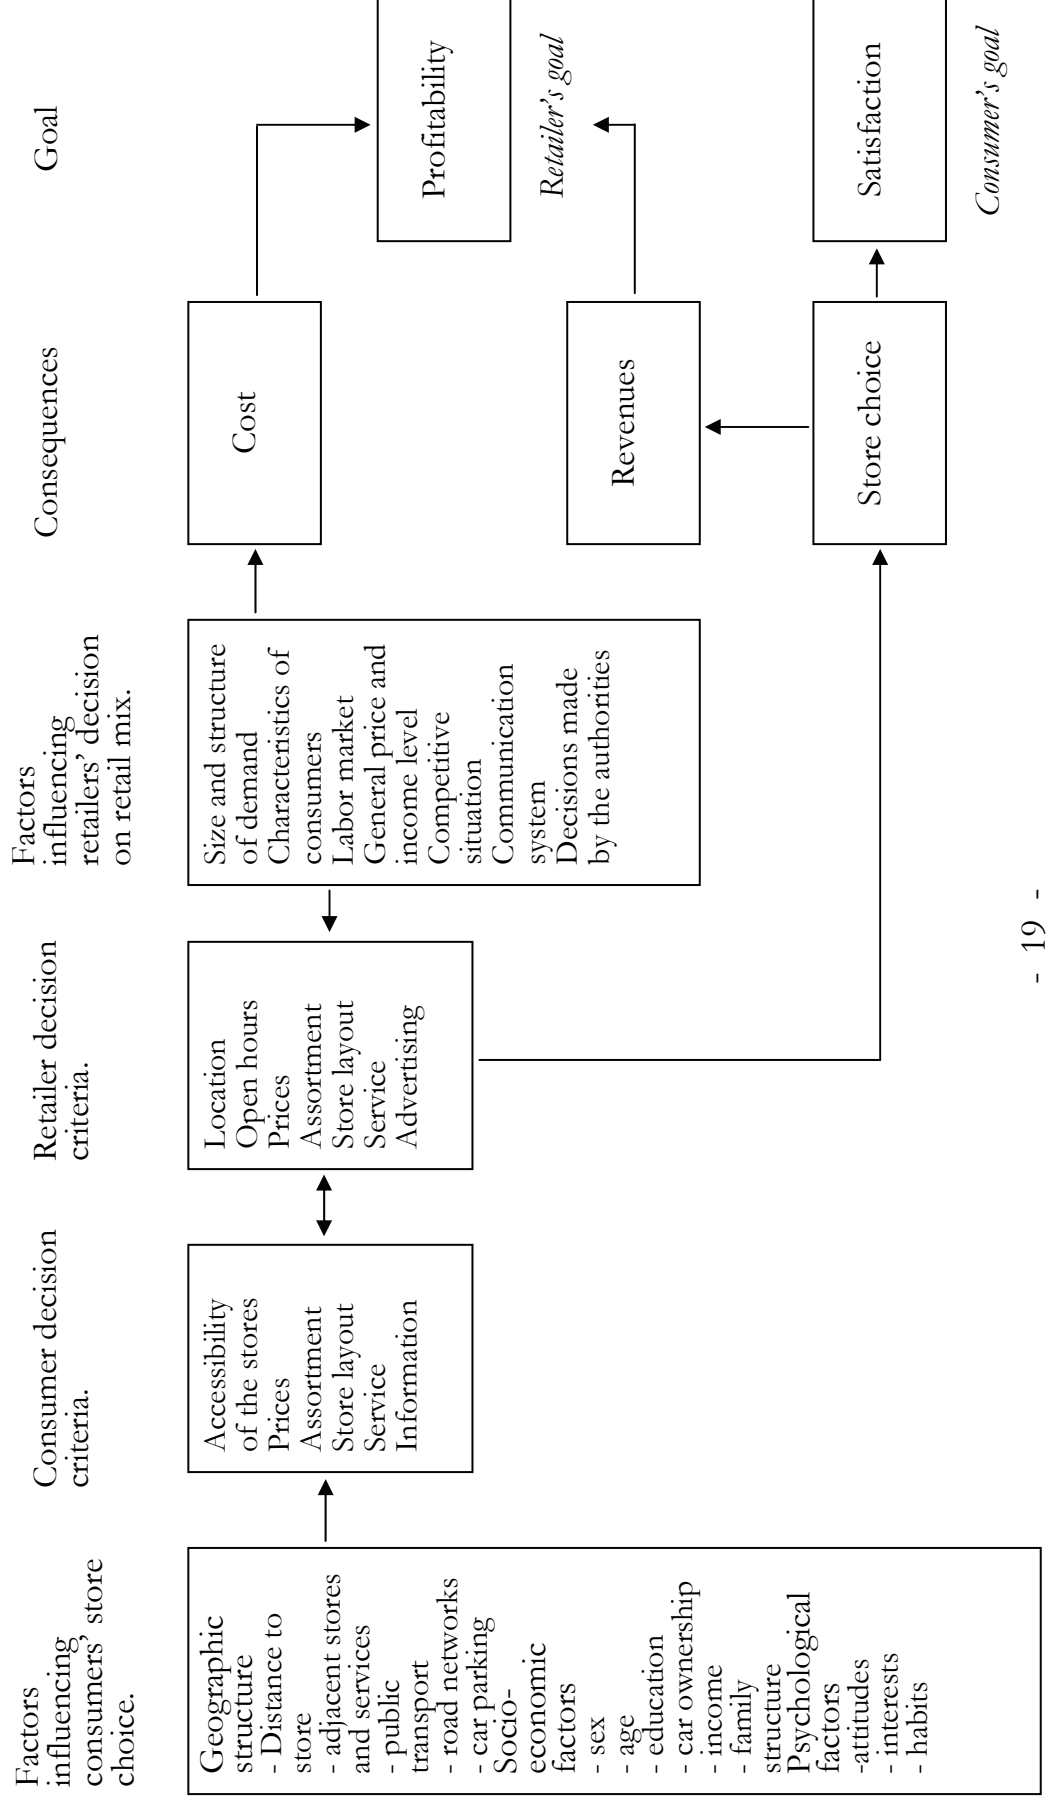 Factors
influencing
consumers' store
choice.
Consumer decision
criteria.
Retailer decision
criteria.
Factors
influencing
retailers' decision
on retail mix.
Consequences
Goal
Geographic
structure
- Distance to
store
- adjacent stores
and services
- public
transport
- road networks
- car parking
Socio-
economic
factors
- sex
- age
- education
- car ownership
- income
- family
structure
Psychological
factors
-attitudes
- interests
- habits
Accessibility
of the stores
Prices
Assortment
Store layout
Service
Information
Location
Open hours
Prices
Assortment
Store layout
Service
Advertising
Size and structure
of demand
Characteristics of
consumers
Labor market
General price and
income level
Competitive
situation
Communication
system
Decisions made
by the authorities
Cost
Revenues
Store choice
Profitability
Retailer's goal
Satisfaction
Consumer's goal
- 19 -